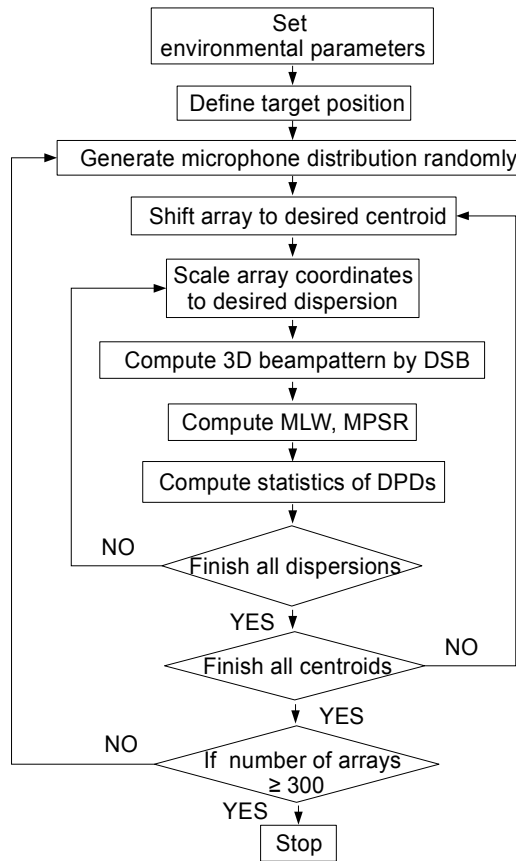 Set
environmental parameters
Define target position
Generate microphone distribution randomly
Shift array to desired centroid
Scale array coordinates
to desired dispersion
Compute 3D beampattern by DSB
Compute MLW, MPSR
Compute statistics of DPDs
NO
Finish all dispersions
YES
Finish all centroids
NO
YES
NO
If number of arrays
≥ 300
YES
Stop